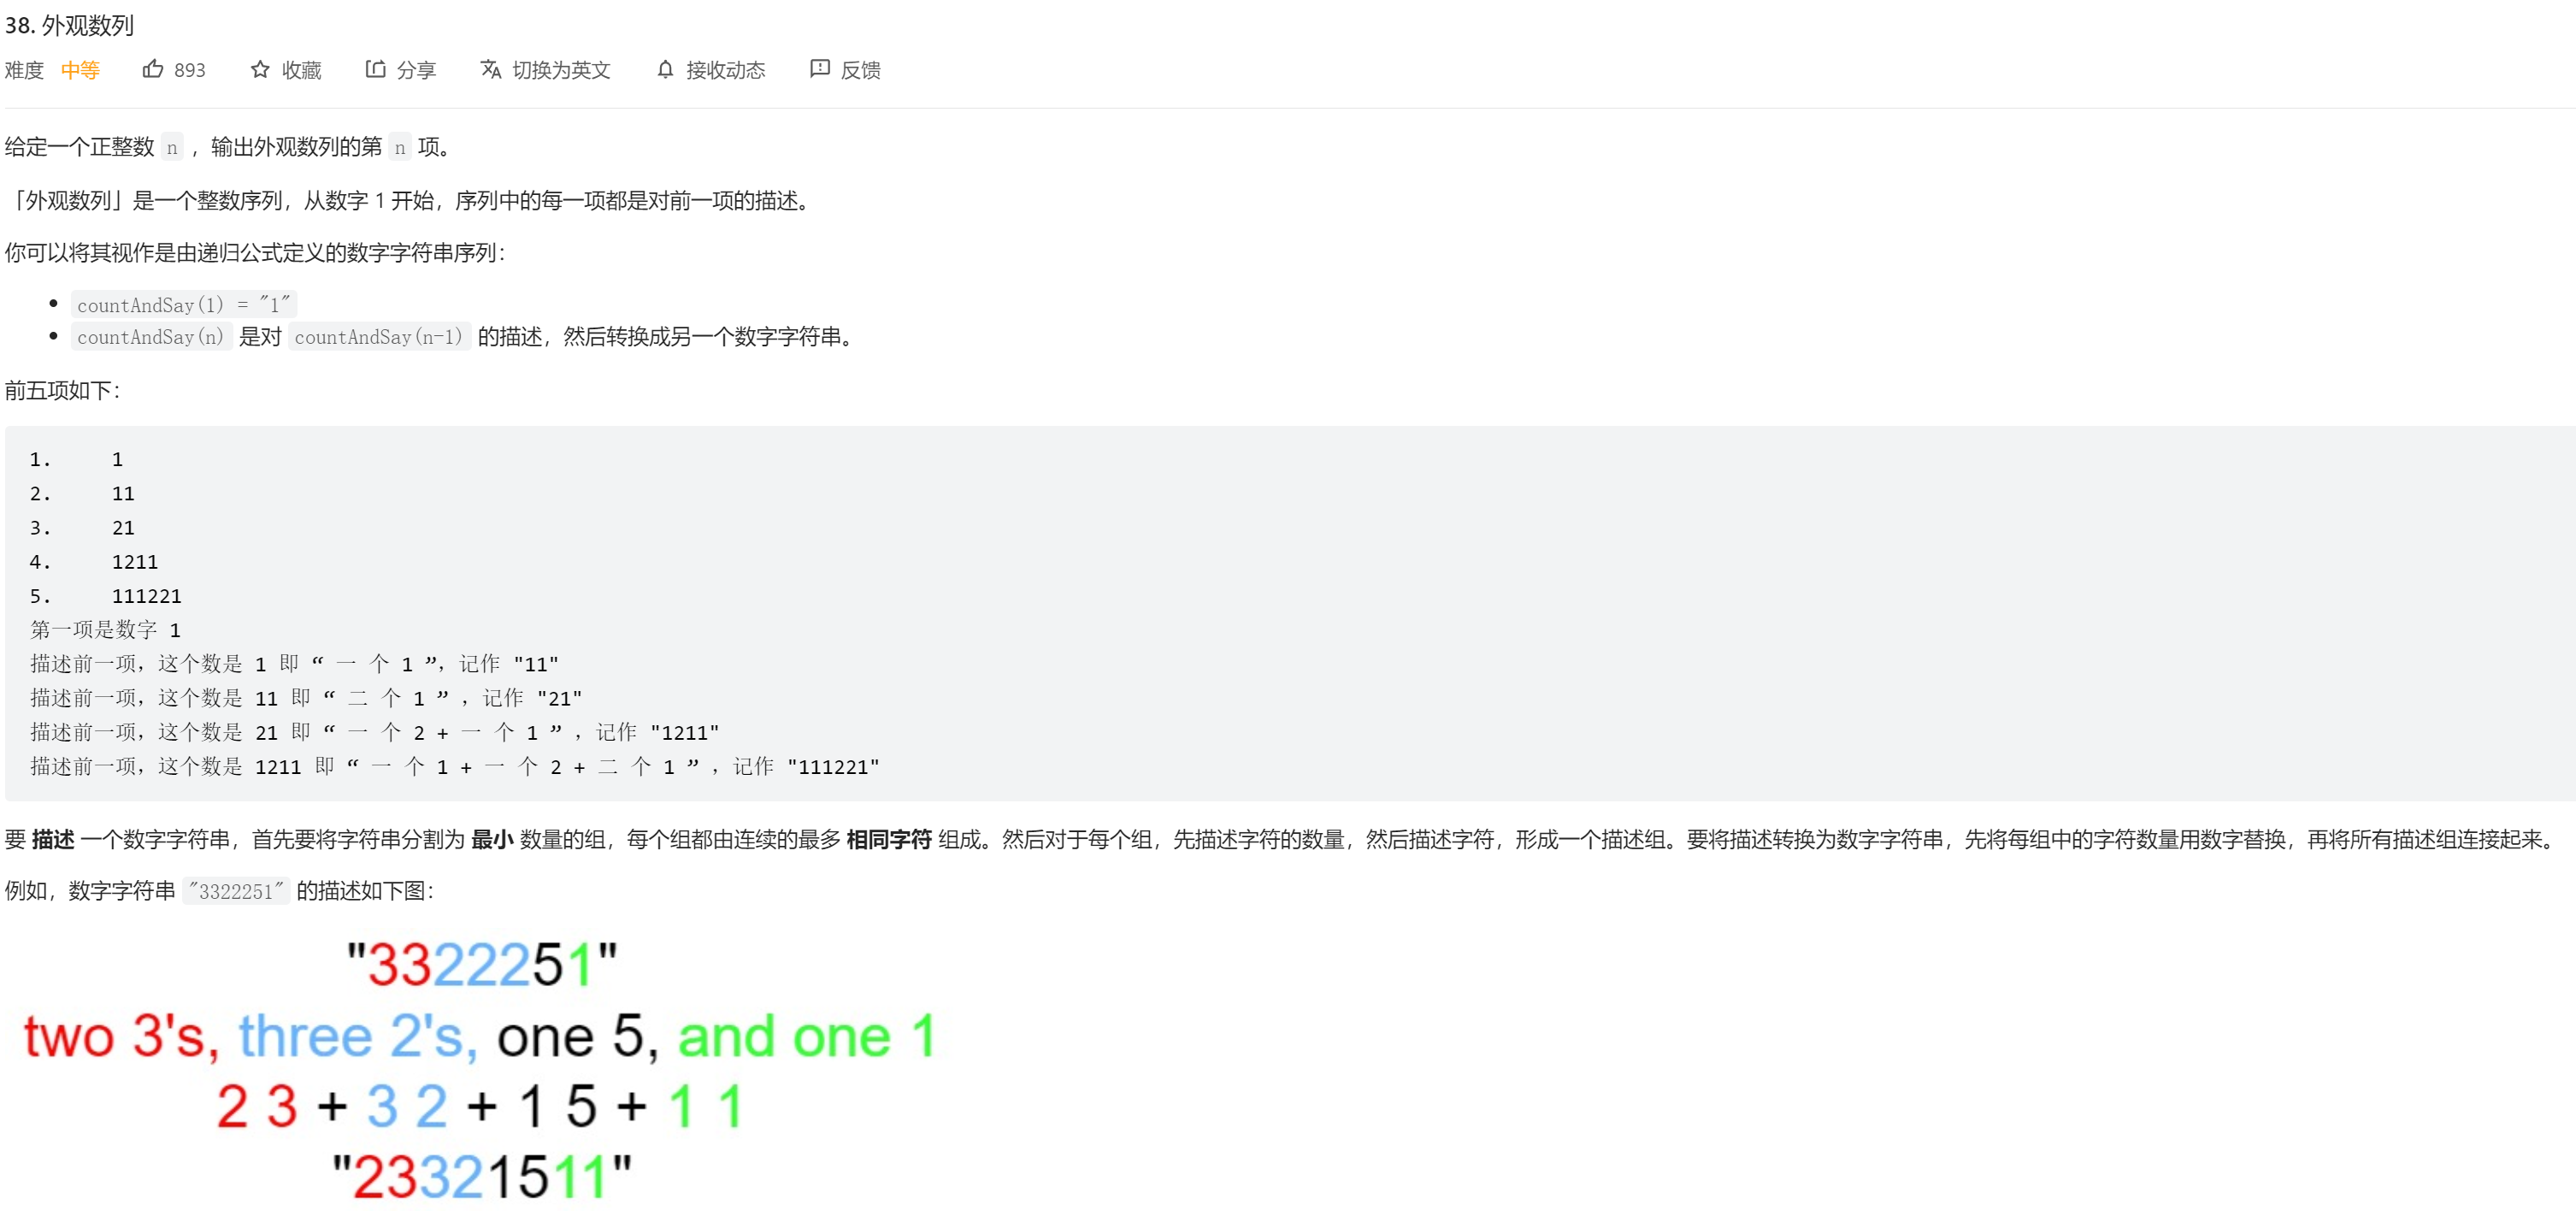 38. 外观数列
难度 中等 893 收藏 分享 切换为英文 接收动态 反馈
给定一个正整数 n ，输出外观数列的第 n 项。
「外观数列」是一个整数序列，从数字 1 开始，序列中的每一项都是对前一项的描述。
你可以将其视作是由递归公式定义的数字字符串序列：
• countAndSay(1) = "1"
• countAndSay(n) 是对 countAndSay(n-1) 的描述，然后转换成另一个数字字符串。
前五项如下：
1. 1
2. 11
3. 21
4. 1211
5. 111221
第一项是数字 1
描述前一项，这个数是 1 即 “ 一 个 1 ”，记作 "11"
描述前一项，这个数是 11 即 “ 二 个 1 ” ，记作 "21"
描述前一项，这个数是 21 即 “ 一 个 2 + 一 个 1 ” ，记作 "1211"
描述前一项，这个数是 1211 即 “ 一 个 1 + 一 个 2 + 二 个 1 ” ，记作 "111221"
要 描述 一个数字字符串，首先要将字符串分割为 最小 数量的组，每个组都由连续的最多 相同字符 组成。然后对于每个组，先描述字符的数量，然后描述字符，形成一个描述组。要将描述转换为数字字符串，先将每组中的字符数量用数字替换，再将所有描述组连接起来。
例如，数字字符串 "3322251" 的描述如下图：
"3322251"
two 3's, three 2's, one 5, and one 1
2 3 + 3 2 + 1 5 + 1 1
"23321511"